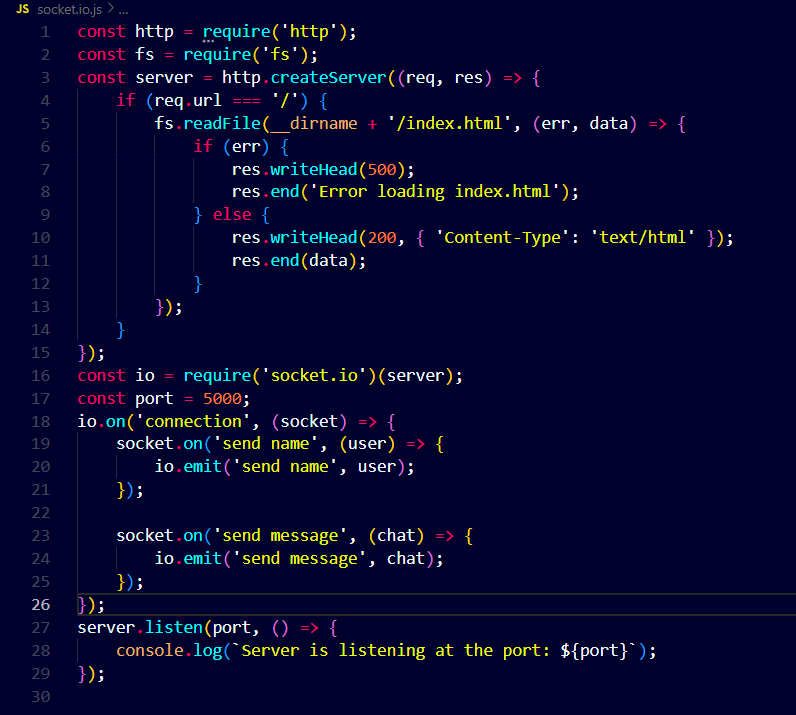 JS socket.io.js > ...
1 const http = require('http');
2 const fs = require('fs');
3 const server = http.createServer((req, res) => {
4     if (req.url === '/') {
5         fs.readFile(__dirname + '/index.html', (err, data) => {
6             if (err) {
7                 res.writeHead(500);
8                 res.end('Error loading index.html');
9             } else {
10                 res.writeHead(200, { 'Content-Type': 'text/html' });
11                 res.end(data);
12             }
13         });
14     }
15 });
16 const io = require('socket.io')(server);
17 const port = 5000;
18 io.on('connection', (socket) => {
19     socket.on('send name', (user) => {
20         io.emit('send name', user);
21     });
22
23     socket.on('send message', (chat) => {
24         io.emit('send message', chat);
25     });
26 });
27 server.listen(port, () => {
28     console.log(`Server is listening at the port: ${port}`);
29 });
30